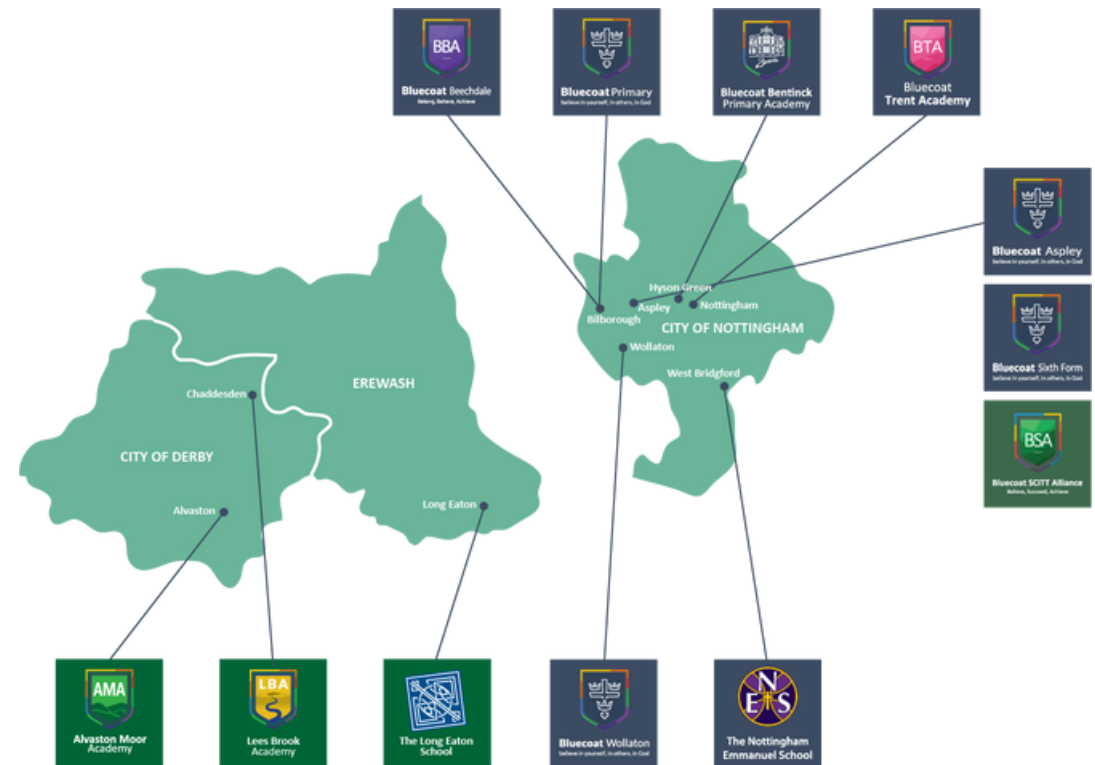 BBA
Bluecoat Beechdale
Belong, Believe, Achieve
Bluecoat Primary
believe in yourself, in others, in God
Bluecoat Bentinck
Primary Academy
BTA
Bluecoat
Trent Academy
Bluecoat Aspley
believe in yourself, in others, in God
Hyson Green
Aspley
Nottingham
Bilborough
CITY OF NOTTINGHAM
Wollaton
West Bridgford
Bluecoat Sixth Form
believe in yourself, in others, in God
EREWASH
Chaddesden
CITY OF DERBY
BSA
Bluecoat SCITT Alliance
Believe, Succeed, Achieve
Long Eaton
Alvaston
AMA
Alvaston Moor
Academy
LBA
Lees Brook
Academy
The Long Eaton
School
Bluecoat Wollaton
believe in yourself, in others, in God
N
E S
The Nottingham
Emmanuel School